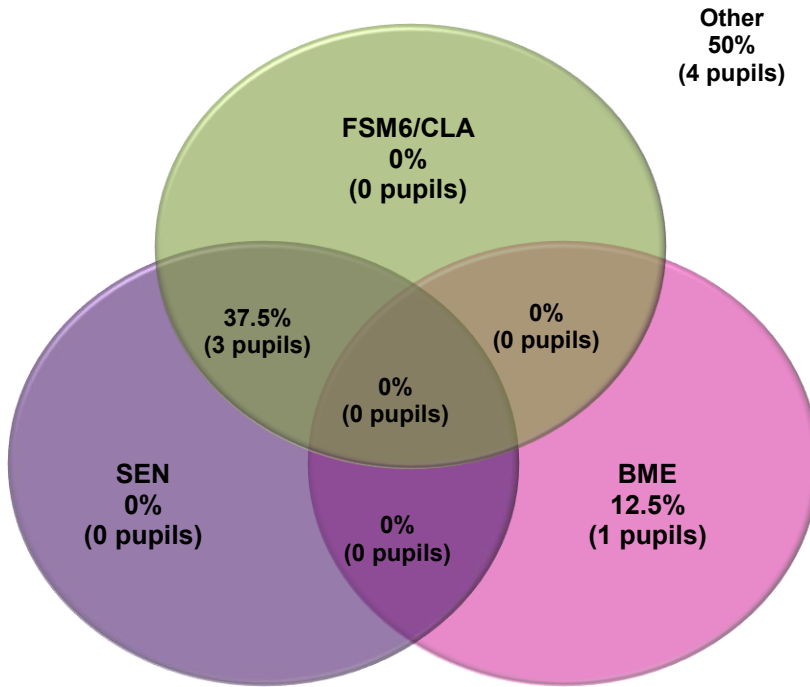 Other
50%
(4 pupils)
FSM6/CLA
0%
(0 pupils)
37.5%
(3 pupils)
0%
(0 pupils)
0%
(0 pupils)
SEN
0%
(0 pupils)
BME
12.5%
(1 pupils)
0%
(0 pupils)